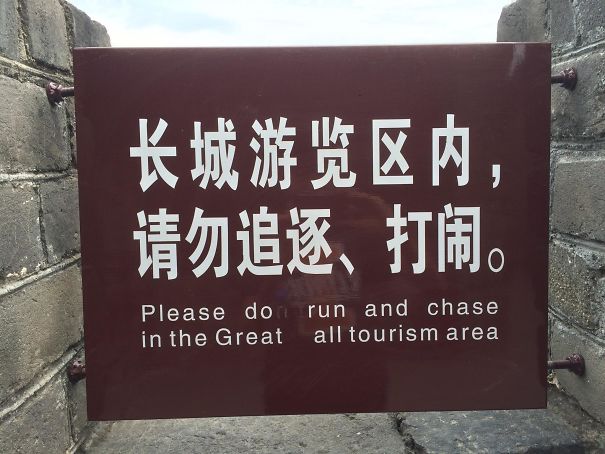 长城游览区内，
请勿追逐、打闹。
Please do run and chase
in the Great all tourism area